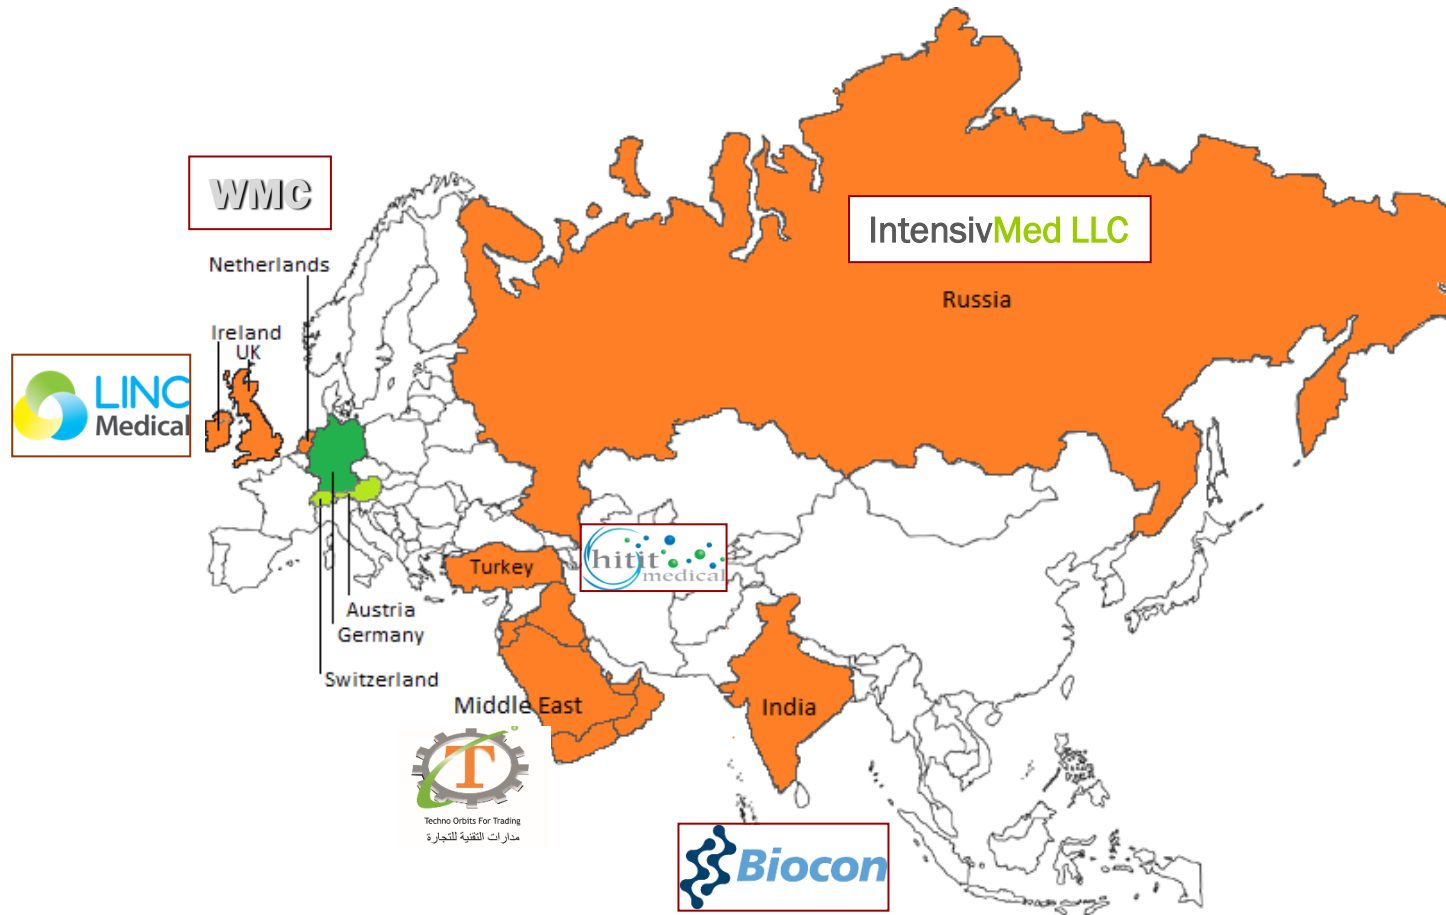 WMC
Netherlands
Ireland
UK
LINC
Medical
IntensivMed LLC
Russia
hitit
medical
Turkey
Austria
Germany
Switzerland
Middle East
India
T
Techno Orbits For Trading
مدارات التقنية للتجارة
Biocon